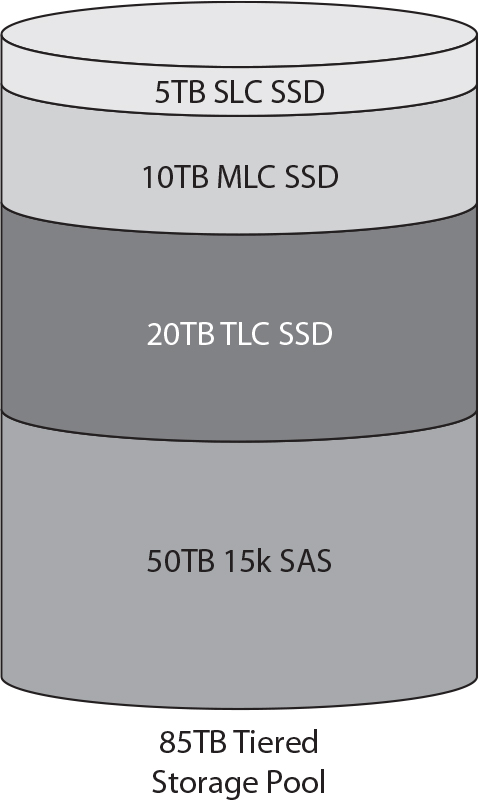 5TB SLC SSD
10TB MLC SSD
20TB TLC SSD
50TB 15k SAS
85TB Tiered
Storage Pool